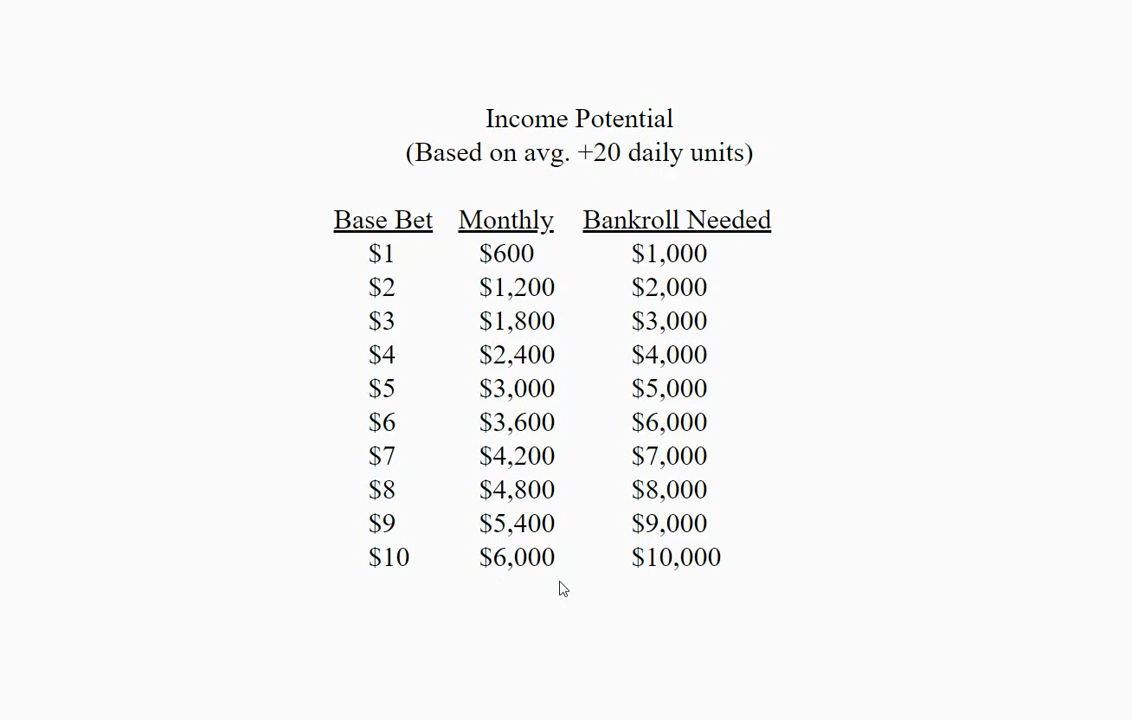 Income Potential
(Based on avg. +20 daily units)
Base Bet Monthly Bankroll Needed
$1 $600 $1,000
$2 $1,200 $2,000
$3 $1,800 $3,000
$4 $2,400 $4,000
$5 $3,000 $5,000
$6 $3,600 $6,000
$7 $4,200 $7,000
$8 $4,800 $8,000
$9 $5,400 $9,000
$10 $6,000 $10,000